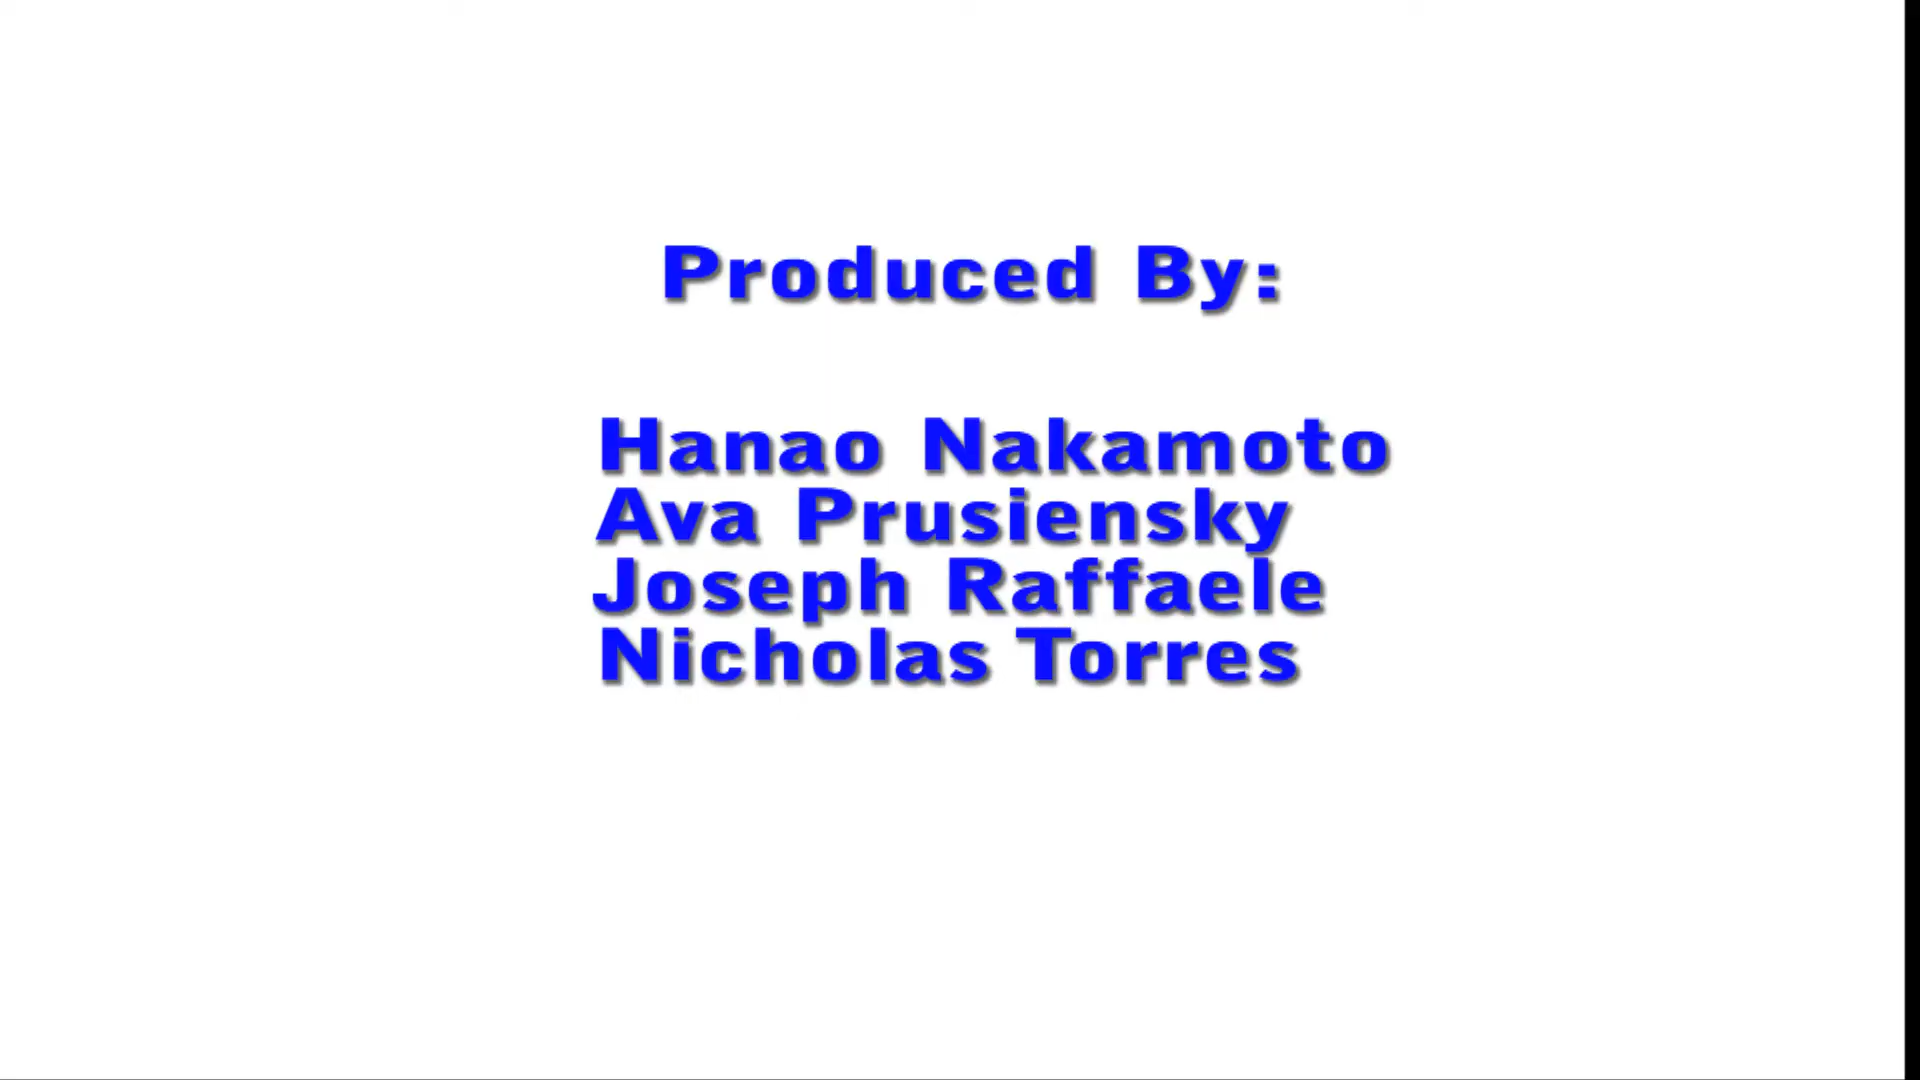 Produced By:
Hanao Nakamoto
Ava Prusiensky
Joseph Raffaele
Nicholas Torres